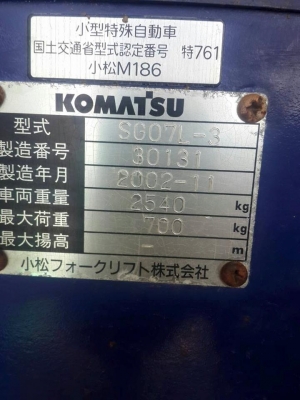 小型特殊自動車
国土交通省型式認定番号 特761
小松M186
KOMATSU
型式 SG07L-3
製造番号 30131
製造年月 2002-11
車両重量 2540 kg
最大荷重 700 kg
最大揚高 - m
小松フォークリフト株式会社